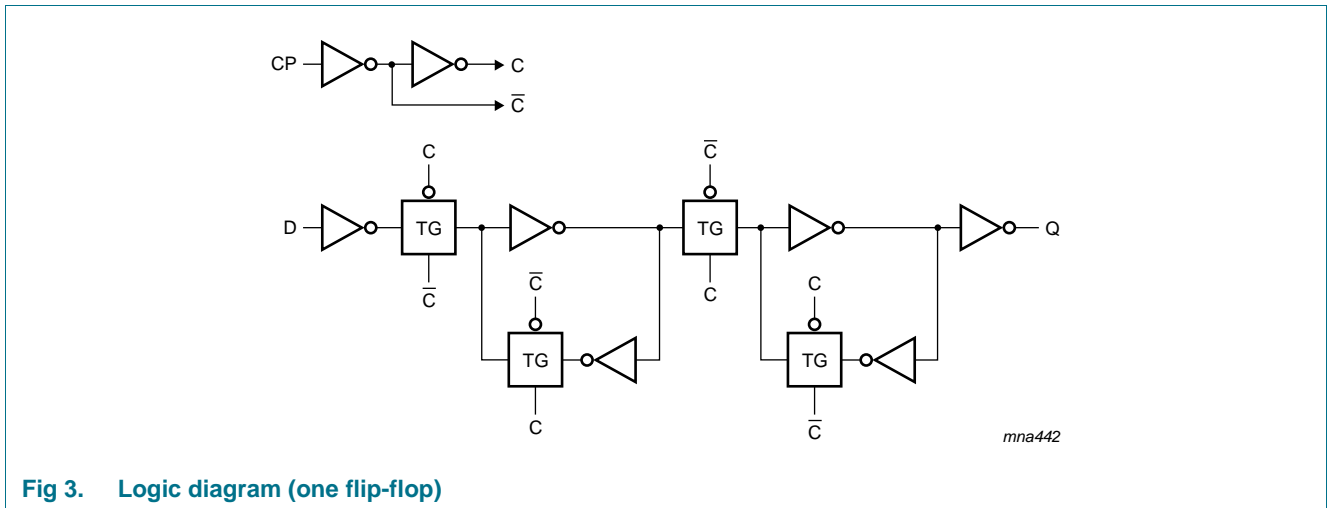 CP
C
C̅
C
C̅
D
TG
TG
Q
C̅
C̅
C
C
TG
TG
C
C̅
mna442
Fig 3. Logic diagram (one flip-flop)